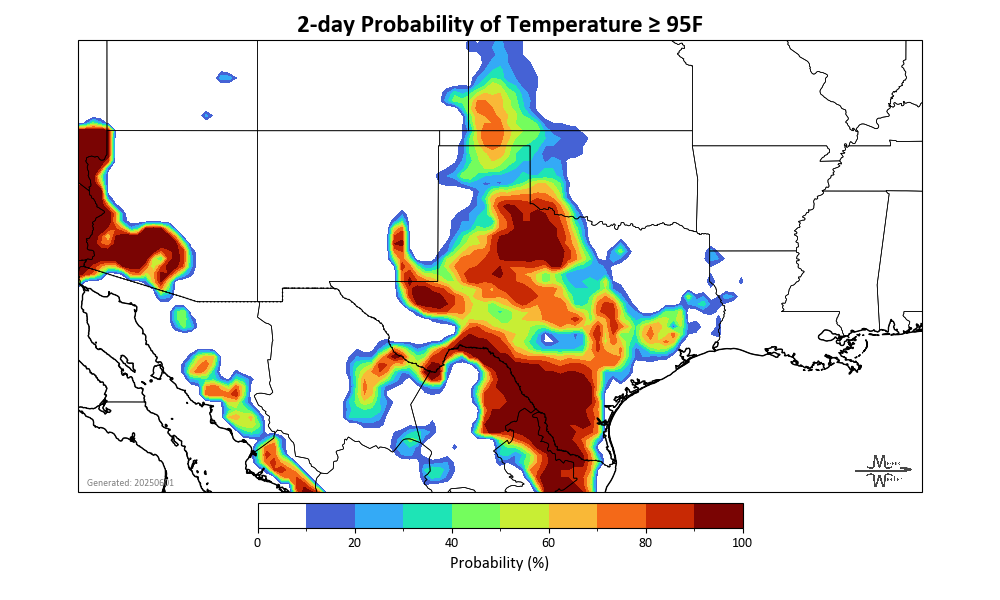 2-day Probability of Temperature ≥ 95F
Generated: 20250601
0 20 40 60 80 100
Probability (%)